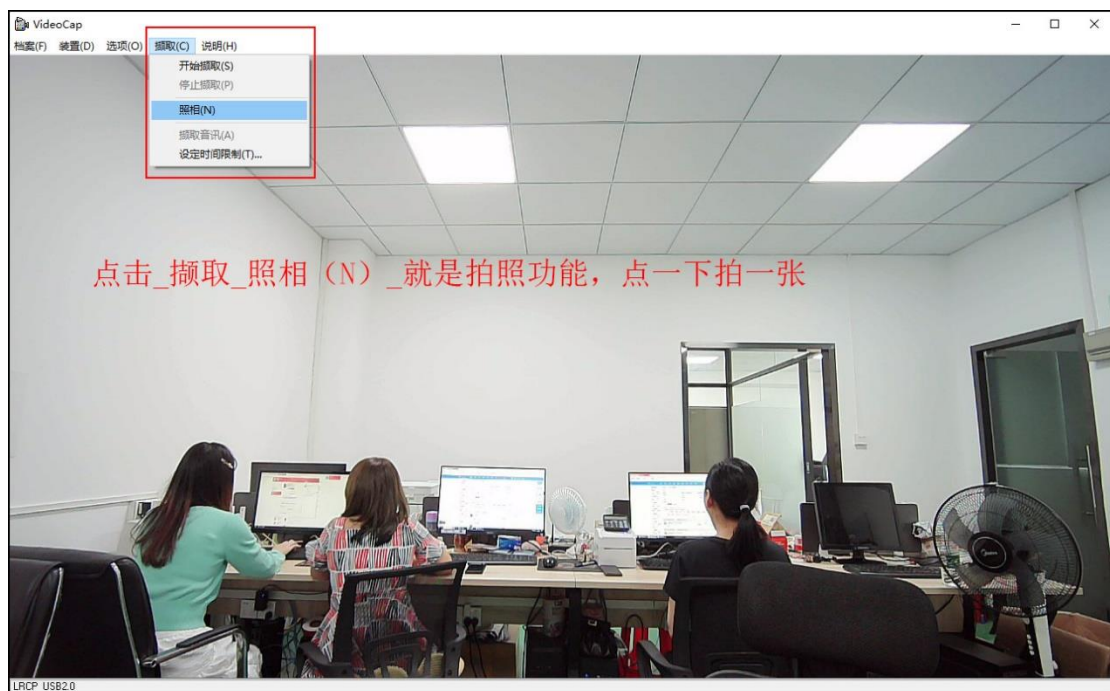 VideoCap
档案(F) 装置(D) 选项(O) 撷取(C) 说明(H)
开始撷取(S)
停止撷取(P)
照相(N)
撷取音讯(A)
设定时间限制(T)...
点击_撷取_照相（N）_就是拍照功能，点一下拍一张
LRCP USB2.0